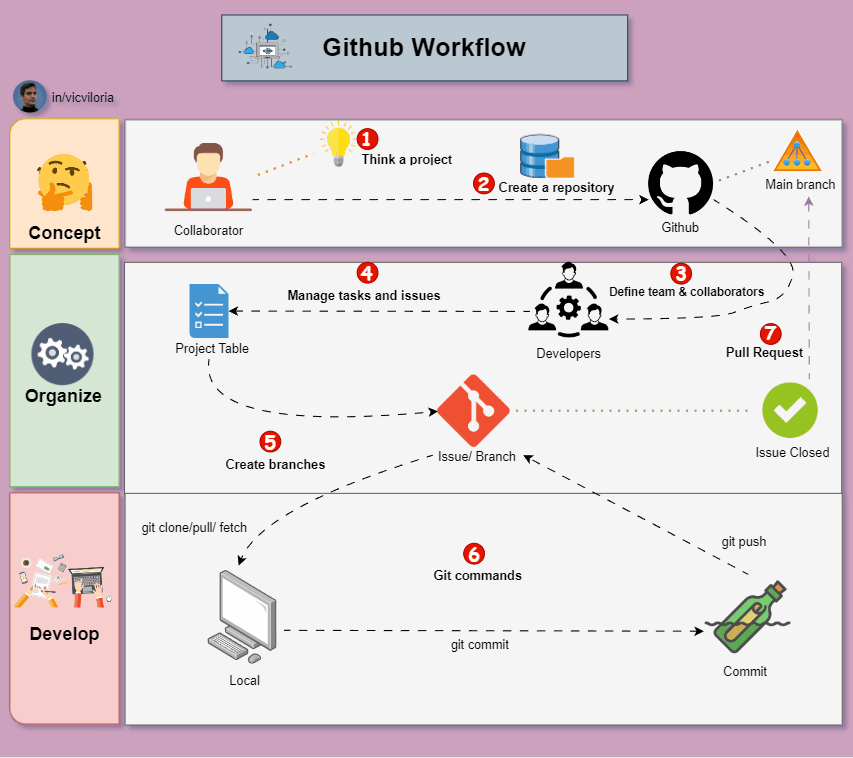 Github Workflow
in/vicviloria
Concept
1
Think a project
2
Create a repository
Collaborator
Github
Main branch
Organize
4
Manage tasks and issues
3
Define team & collaborators
Project Table
Developers
7
Pull Request
5
Create branches
Issue/ Branch
Issue Closed
Develop
git clone/pull/ fetch
6
Git commands
git push
git commit
Local
Commit